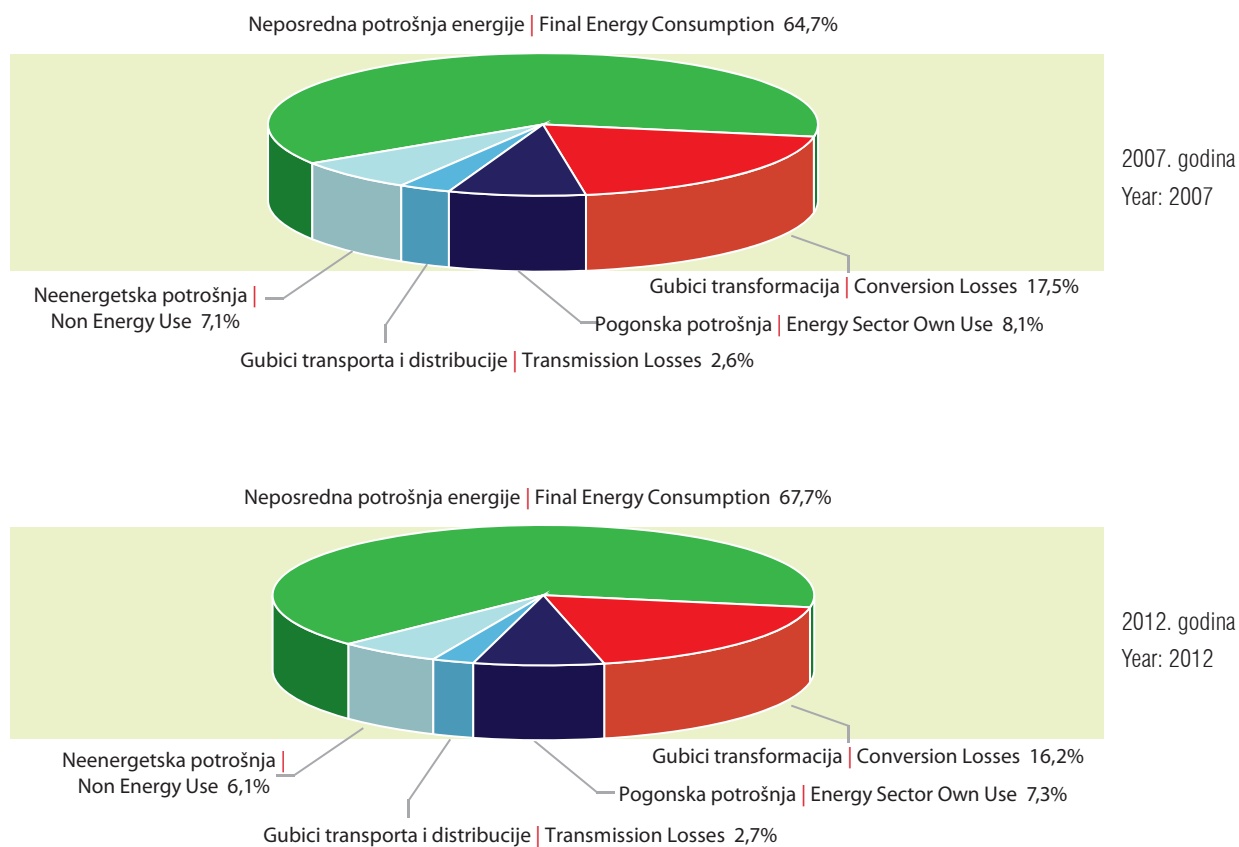 Neposredna potrošnja energije | Final Energy Consumption 64,7%
2007. godina
Year: 2007
Gubici transformacija | Conversion Losses 17,5%
Neenergetska potrošnja |
Non Energy Use 7,1%
Pogonska potrošnja | Energy Sector Own Use 8,1%
Gubici transporta i distribucije | Transmission Losses 2,6%
Neposredna potrošnja energije | Final Energy Consumption 67,7%
2012. godina
Year: 2012
Gubici transformacija | Conversion Losses 16,2%
Neenergetska potrošnja |
Non Energy Use 6,1%
Pogonska potrošnja | Energy Sector Own Use 7,3%
Gubici transporta i distribucije | Transmission Losses 2,7%